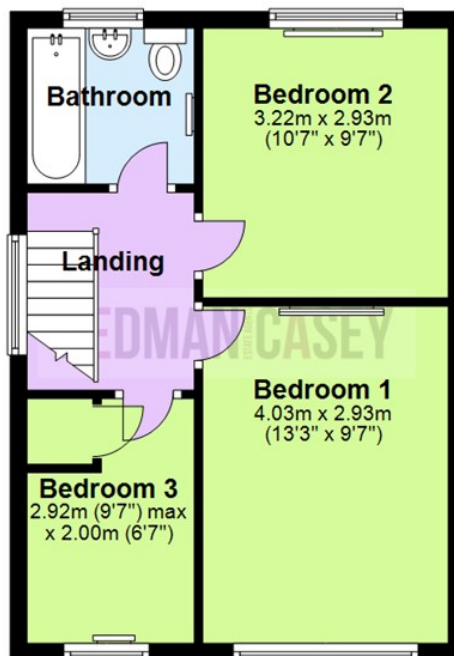 Bathroom
Bedroom 2
3.22m x 2.93m
(10'7" x 9'7")
Landing
EDMAN CASEY
Bedroom 1
4.03m x 2.93m
(13'3" x 9'7")
Bedroom 3
2.92m (9'7") max
x 2.00m (6'7")